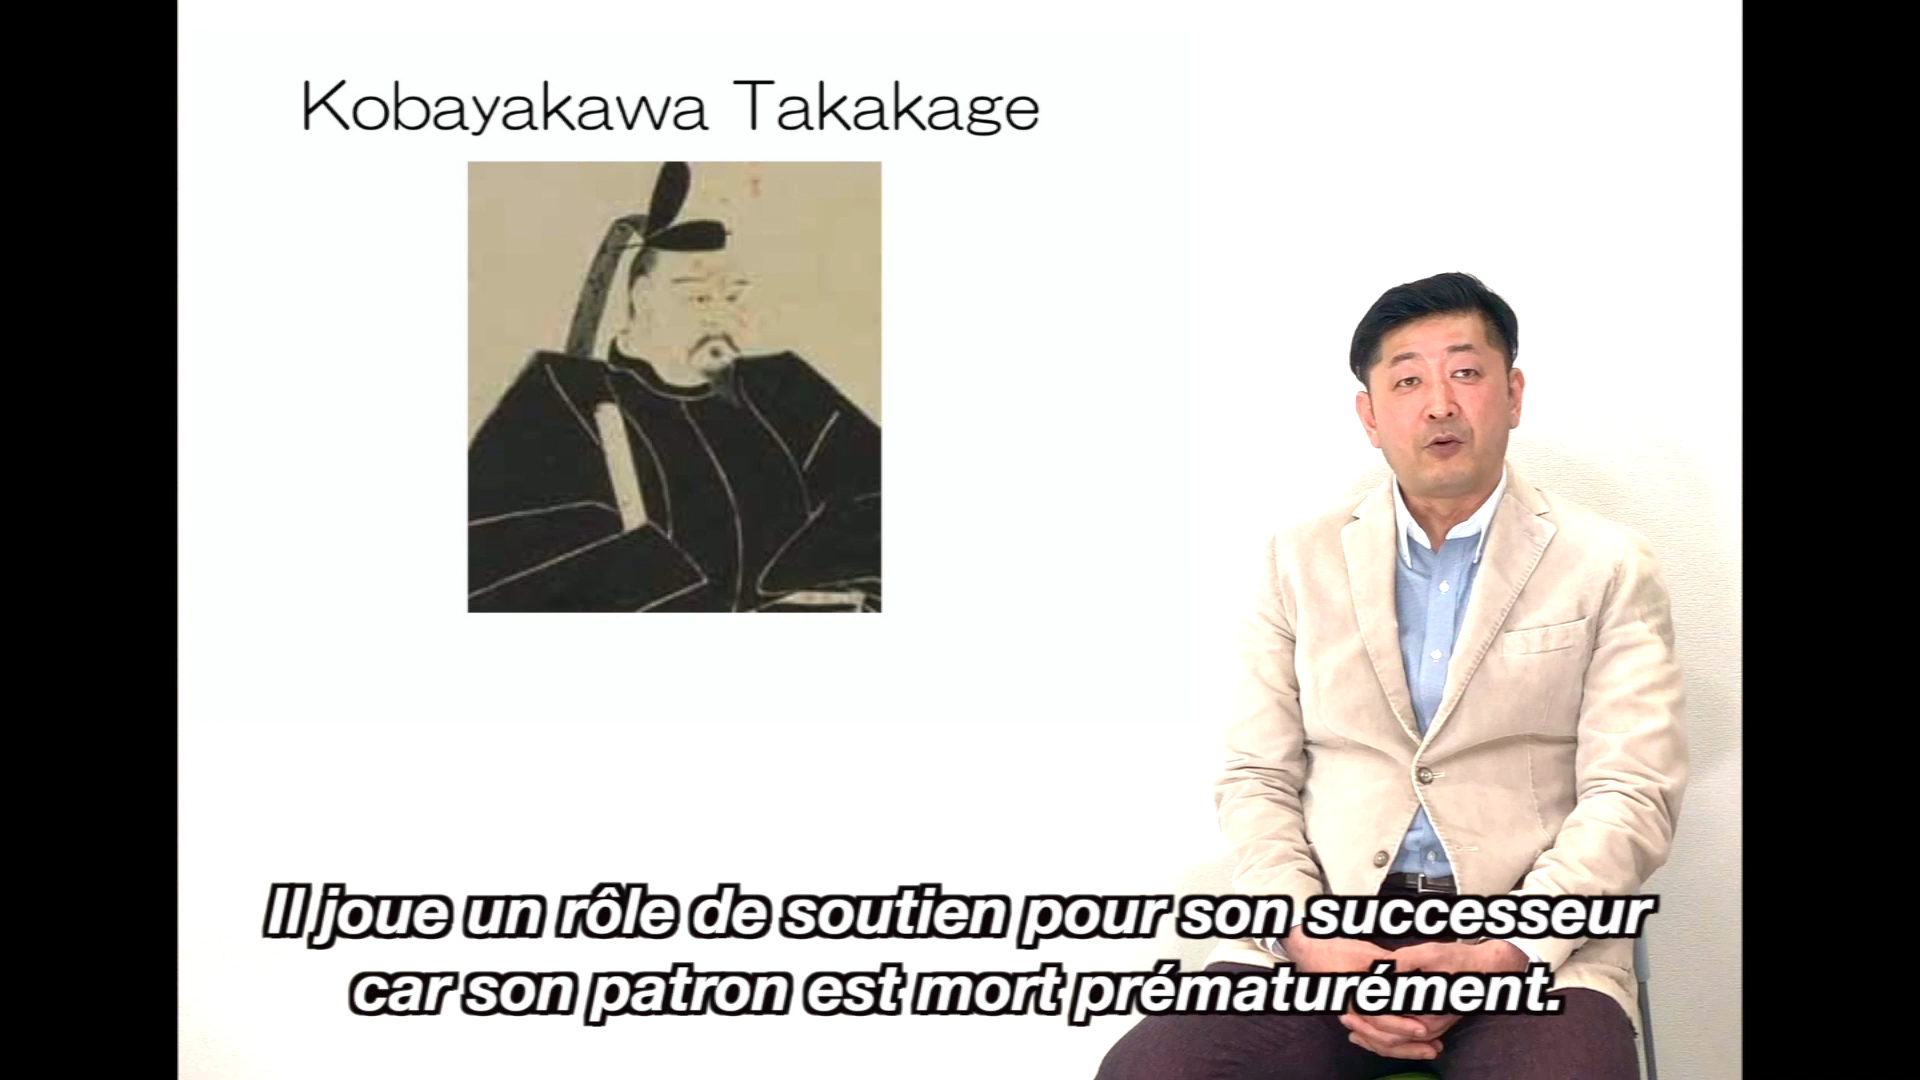 Kobayakawa Takakage
Il joue un rôle de soutien pour son successeur
car son patron est mort prématurément.